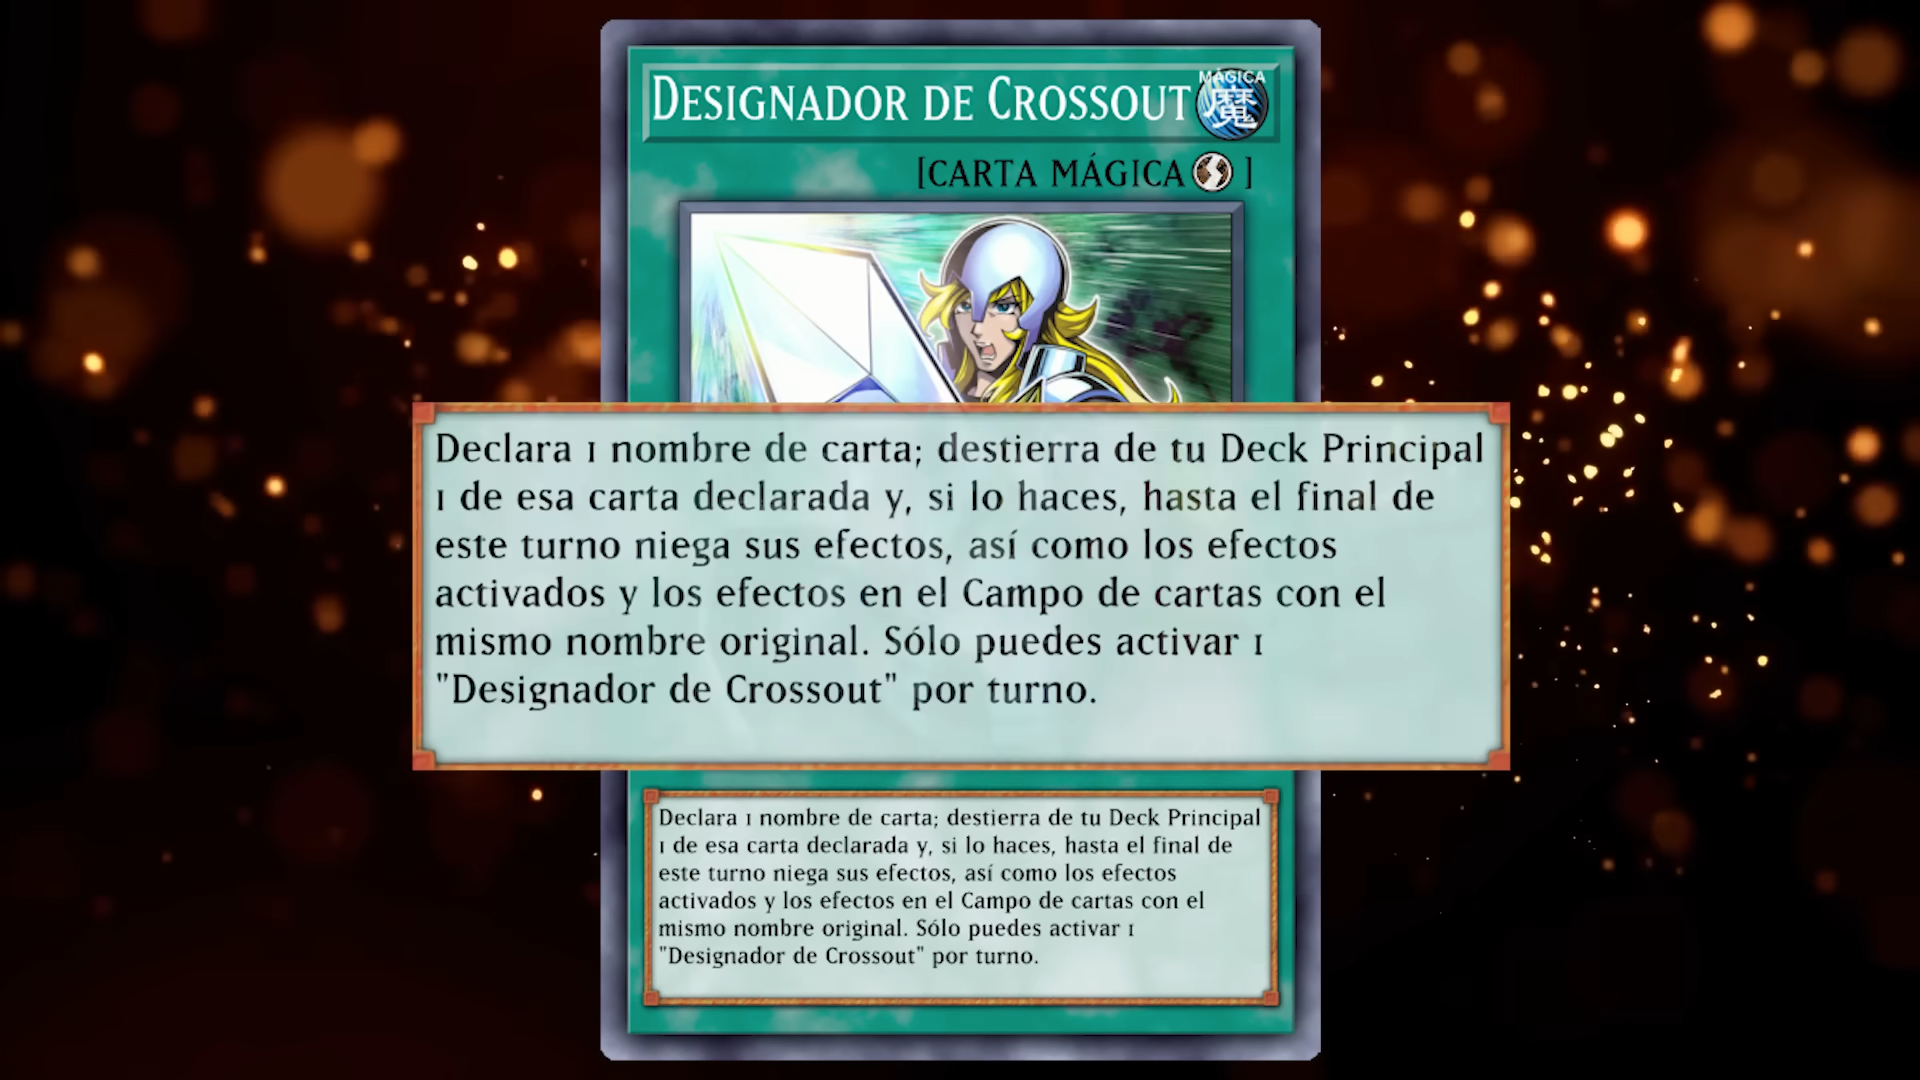 DESIGNADOR DE CROSSOUT
MÁGICA
魔
[CARTA MÁGICA ]
Declara 1 nombre de carta; destierra de tu Deck Principal
1 de esa carta declarada y, si lo haces, hasta el final de
este turno niega sus efectos, así como los efectos
activados y los efectos en el Campo de cartas con el
mismo nombre original. Sólo puedes activar 1
"Designador de Crossout" por turno.
Declara 1 nombre de carta; destierra de tu Deck Principal
1 de esa carta declarada y, si lo haces, hasta el final de
este turno niega sus efectos, así como los efectos
activados y los efectos en el Campo de cartas con el
mismo nombre original. Sólo puedes activar 1
"Designador de Crossout" por turno.